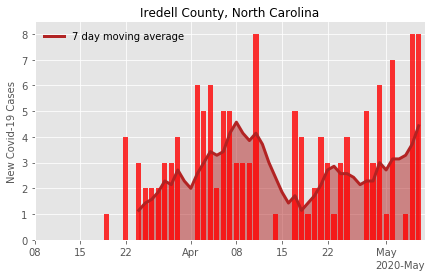 Iredell County, North Carolina
7 day moving average
New Covid-19 Cases
8
7
6
5
4
3
2
1
0
08 15 22 Apr 08 15 22 May
2020-May